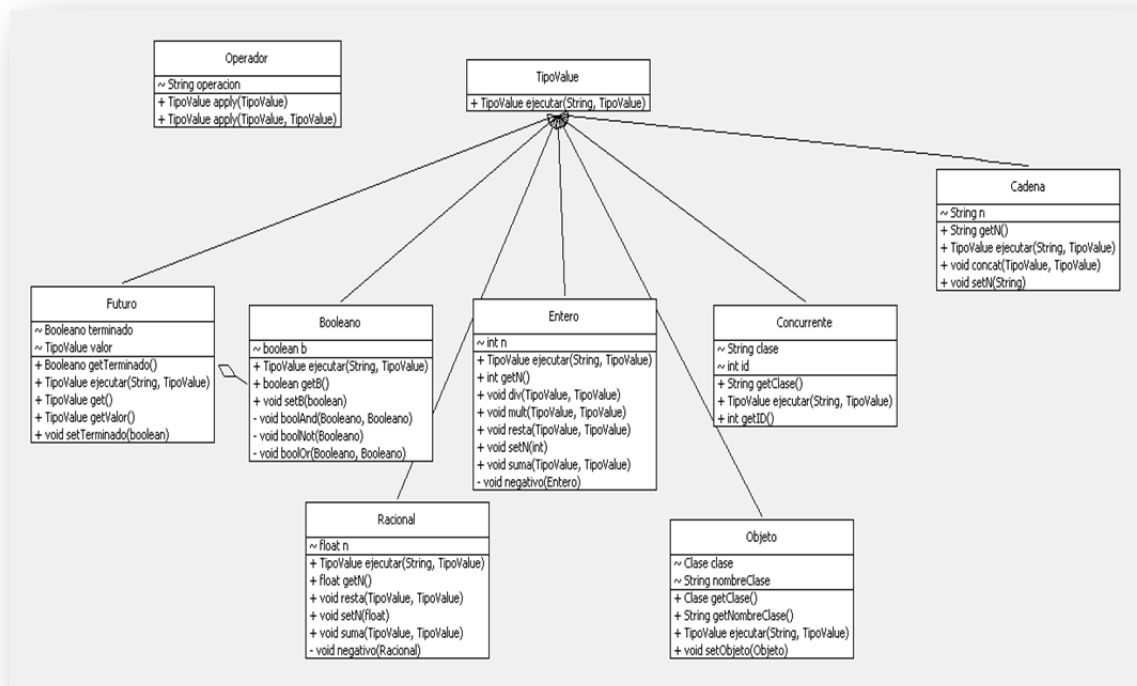 Operador
~ String operacion
+ TipoValue apply(TipoValue)
+ TipoValue apply(TipoValue, TipoValue)
TipoValue
+ TipoValue ejecutar(String, TipoValue)
Cadena
~ String n
+ String getN()
+ TipoValue ejecutar(String, TipoValue)
+ void concat(TipoValue, TipoValue)
+ void setN(String)
Futuro
~ Booleano terminado
~ TipoValue valor
+ Booleano getTerminado()
+ TipoValue ejecutar(String, TipoValue)
+ TipoValue get()
+ TipoValue getValor()
+ void setTerminado(boolean)
Booleano
~ boolean b
+ TipoValue ejecutar(String, TipoValue)
+ boolean getB()
+ void setB(boolean)
- void boolAnd(Booleano, Booleano)
- void boolNot(Booleano)
- void boolOr(Booleano, Booleano)
Entero
~ int n
+ TipoValue ejecutar(String, TipoValue)
+ int getN()
+ void div(TipoValue, TipoValue)
+ void mult(TipoValue, TipoValue)
+ void resta(TipoValue, TipoValue)
+ void setN(int)
+ void suma(TipoValue, TipoValue)
- void negativo(Entero)
Concurrente
~ String clase
~ int id
+ String getClase()
+ TipoValue ejecutar(String, TipoValue)
+ int getID()
Racional
~ float n
+ TipoValue ejecutar(String, TipoValue)
+ float getN()
+ void resta(TipoValue, TipoValue)
+ void setN(float)
+ void suma(TipoValue, TipoValue)
- void negativo(Racional)
Objeto
~ Clase clase
~ String nombreClase
+ Clase getClase()
+ String getNombreClase()
+ TipoValue ejecutar(String, TipoValue)
+ void setObjeto(Objeto)